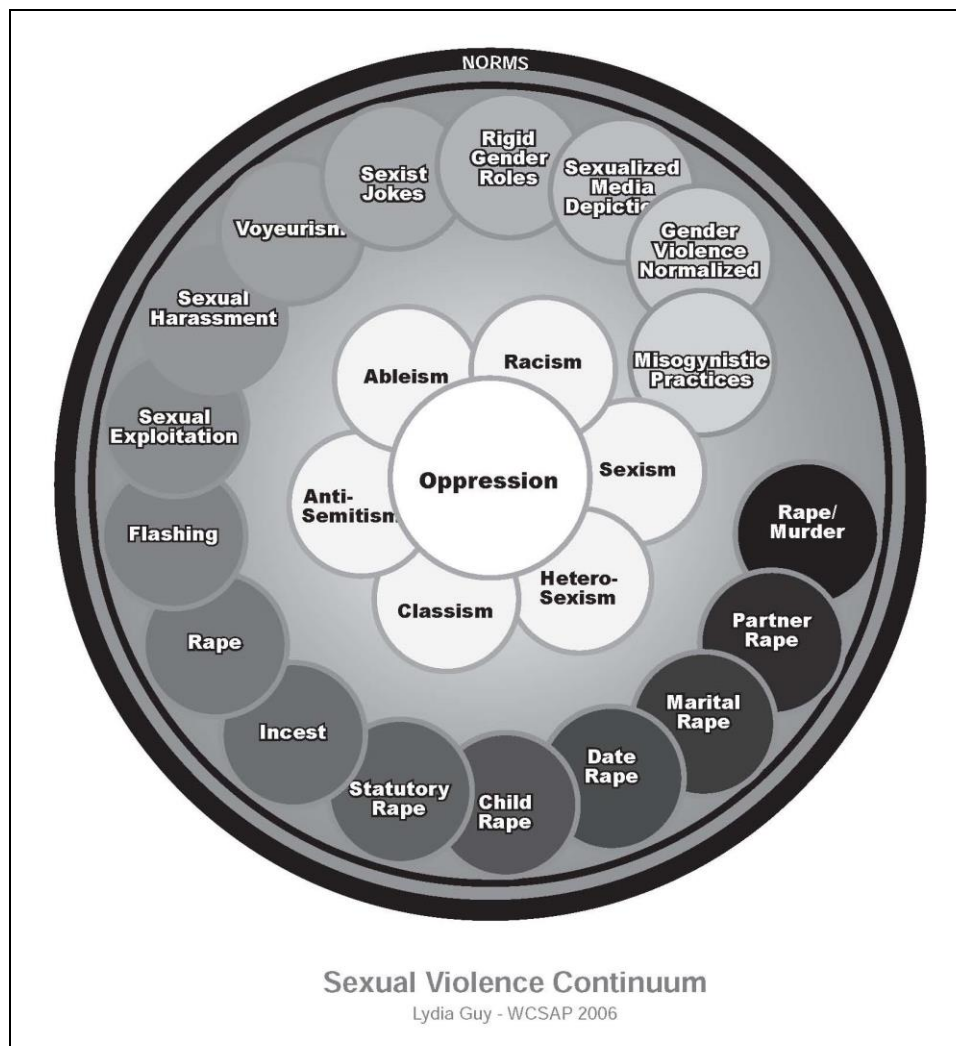 NORMS
Rigid
Gender
Roles
Sexualized
Media
Gender
Violence
Normalized
Misogynistic
Practices
Sexist
Jokes
Sexual
Harassment
Sexual
Exploitation
Flashing
Rape
Incest
Statutory
Rape
Child
Rape
Date
Rape
Marital
Rape
Partner
Rape
Rape/
Murder
Oppression
Ableism
Racism
Sexism
Hetero-
Sexism
Classism
Anti-
Sexual Violence Continuum
Lydia Guy - WCSAP 2006